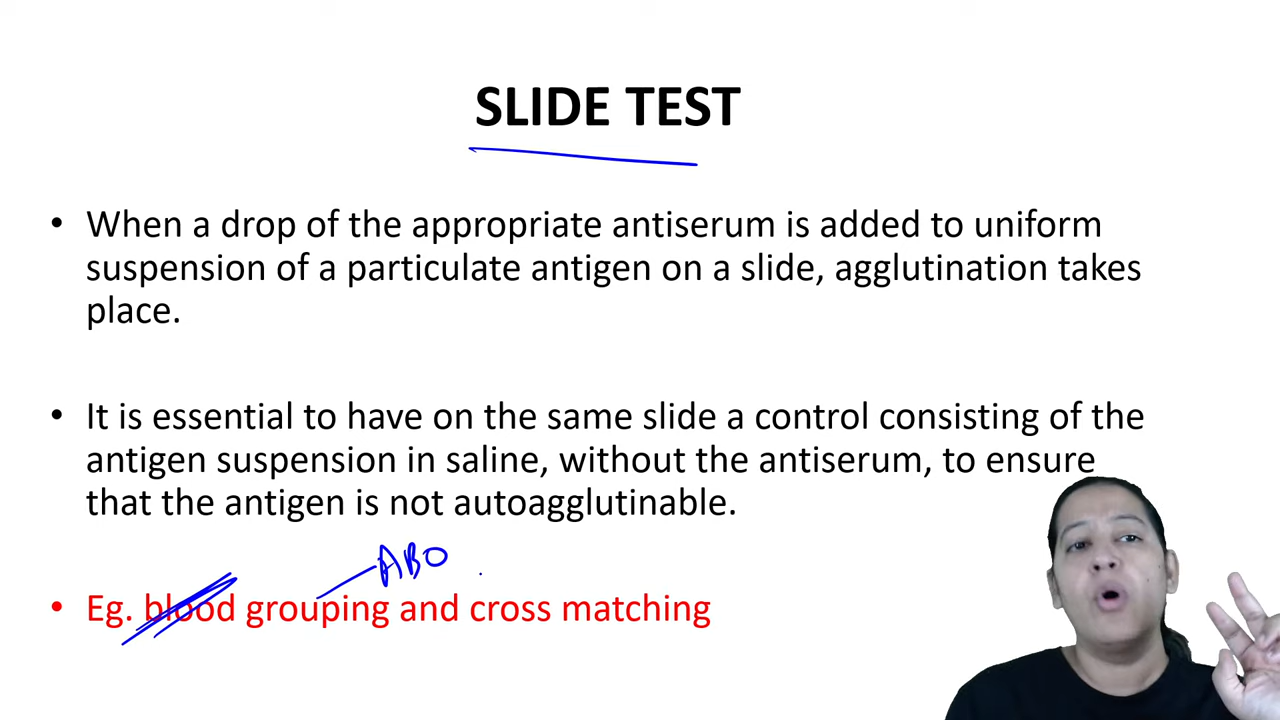 SLIDE TEST
• When a drop of the appropriate antiserum is added to uniform
suspension of a particulate antigen on a slide, agglutination takes
place.
• It is essential to have on the same slide a control consisting of the
antigen suspension in saline, without the antiserum, to ensure
that the antigen is not autoagglutinable.
ABO
• Eg. blood grouping and cross matching